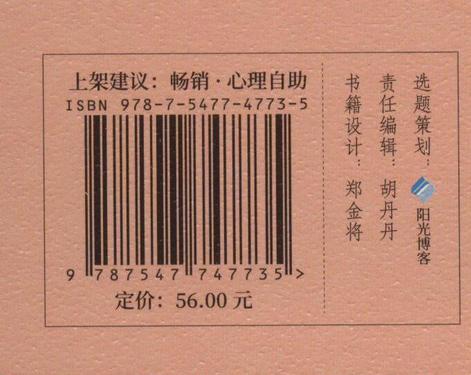 上架建议：畅销·心理自助
ISBN 978-7-5477-4773-5
9 787547 747735 >
定价：56.00 元
选题策划：阳光博客
责任编辑：胡丹丹
书籍设计：郑金将